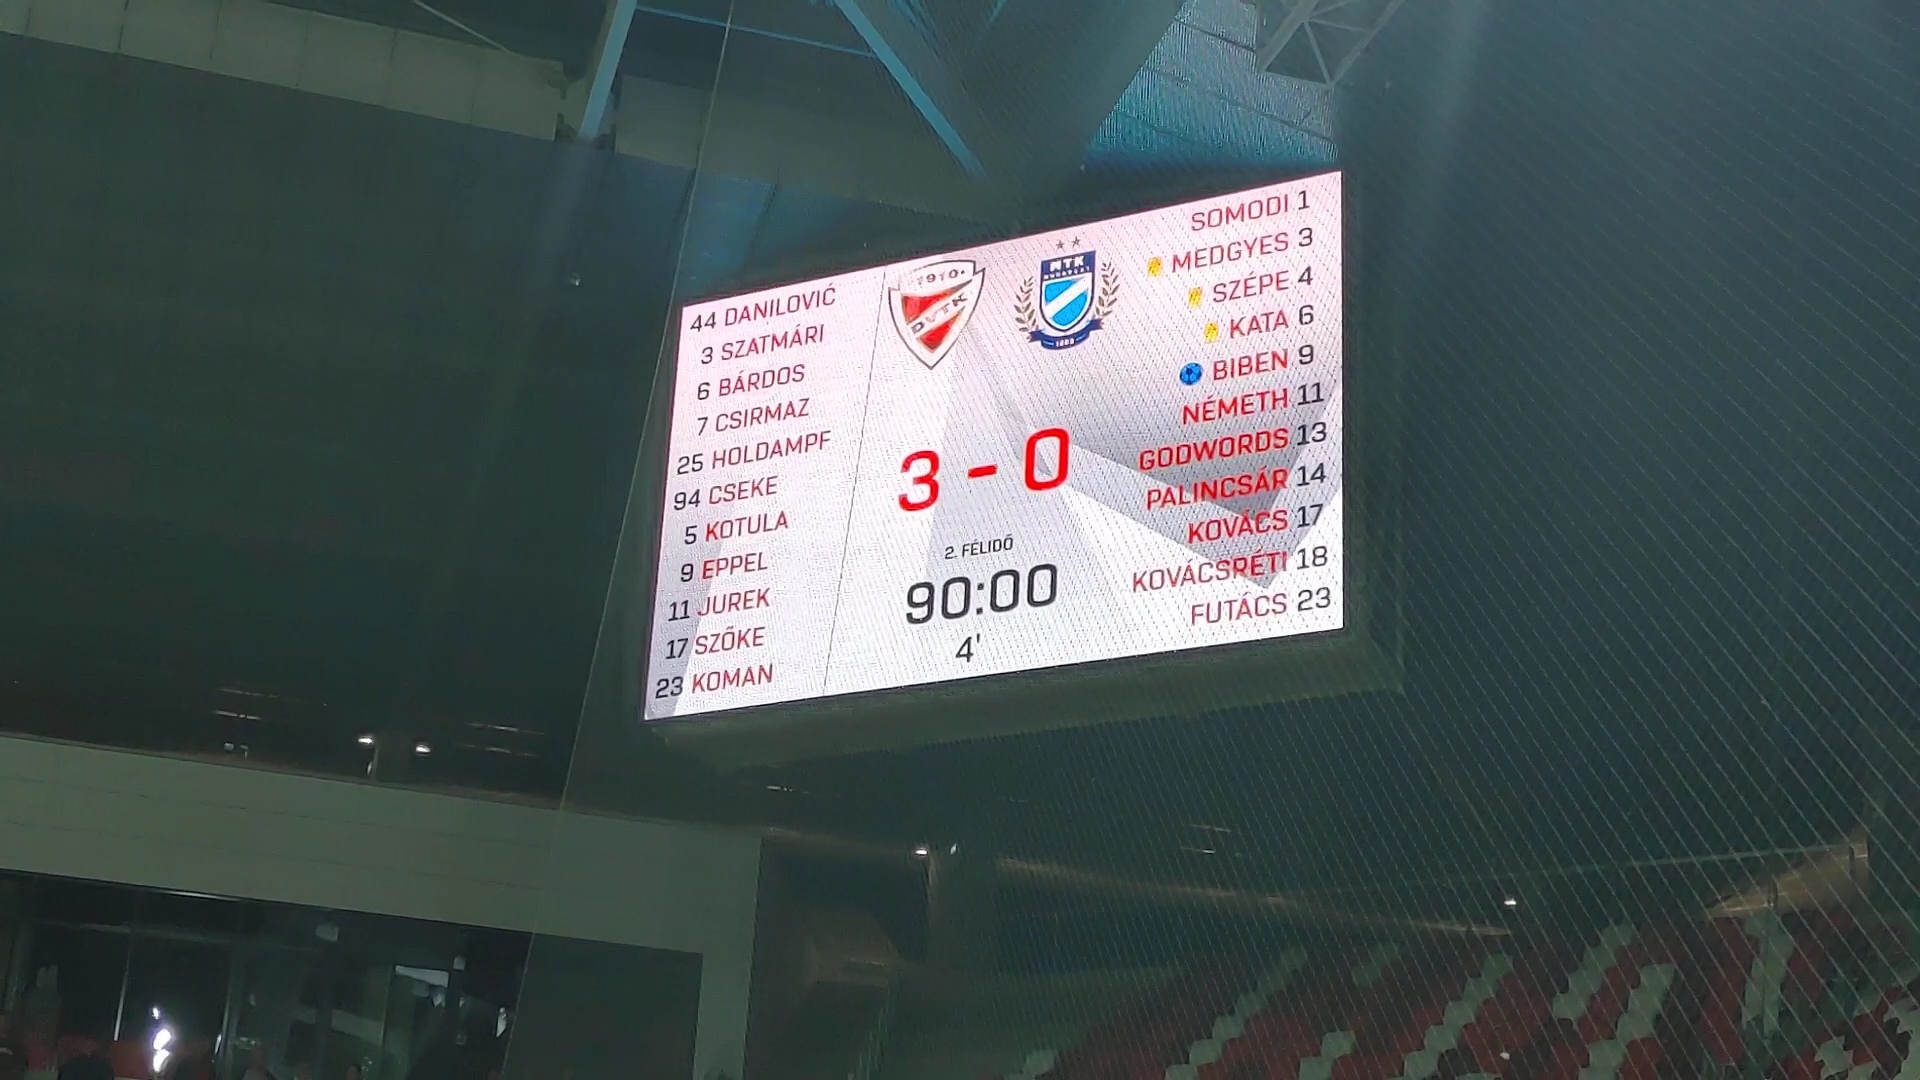 44 DANILOVIĆ
3 SZATMÁRI
6 BÁRDOS
7 CSIRMAZ
25 HOLDAMPF
94 CSEKE
5 KOTULA
9 EPPEL
11 JUREK
17 SZŐKE
23 KOMAN
1910
DVTK
MTK
BUDAPEST
1888
3 - 0
2. FÉLIDŐ
90:00
4'
SOMODI 1
MEDGYES 3
SZÉPE 4
KATA 6
BIBEN 9
NÉMETH 11
GODWORDS 13
PALINCSÁR 14
KOVÁCS 17
KOVÁCSRÉTI 18
FUTÁCS 23